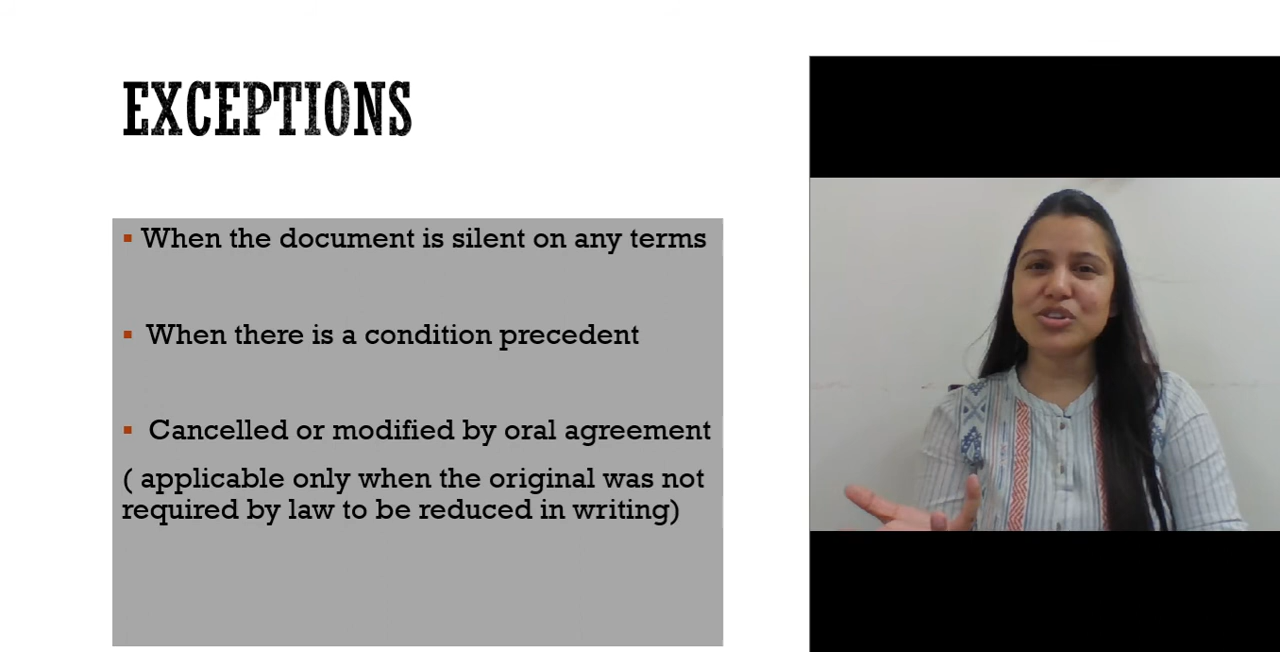 EXCEPTIONS
When the document is silent on any terms
When there is a condition precedent
Cancelled or modified by oral agreement
( applicable only when the original was not
required by law to be reduced in writing)